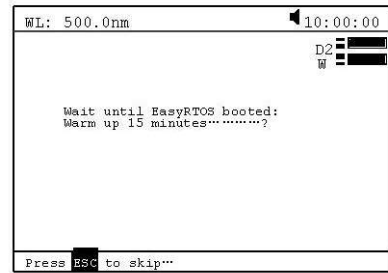 WL: 500.0nm 10:00:00
D2
W
Wait until EasyRTOS booted:
Warm up 15 minutes………?
Press ESC to skip…